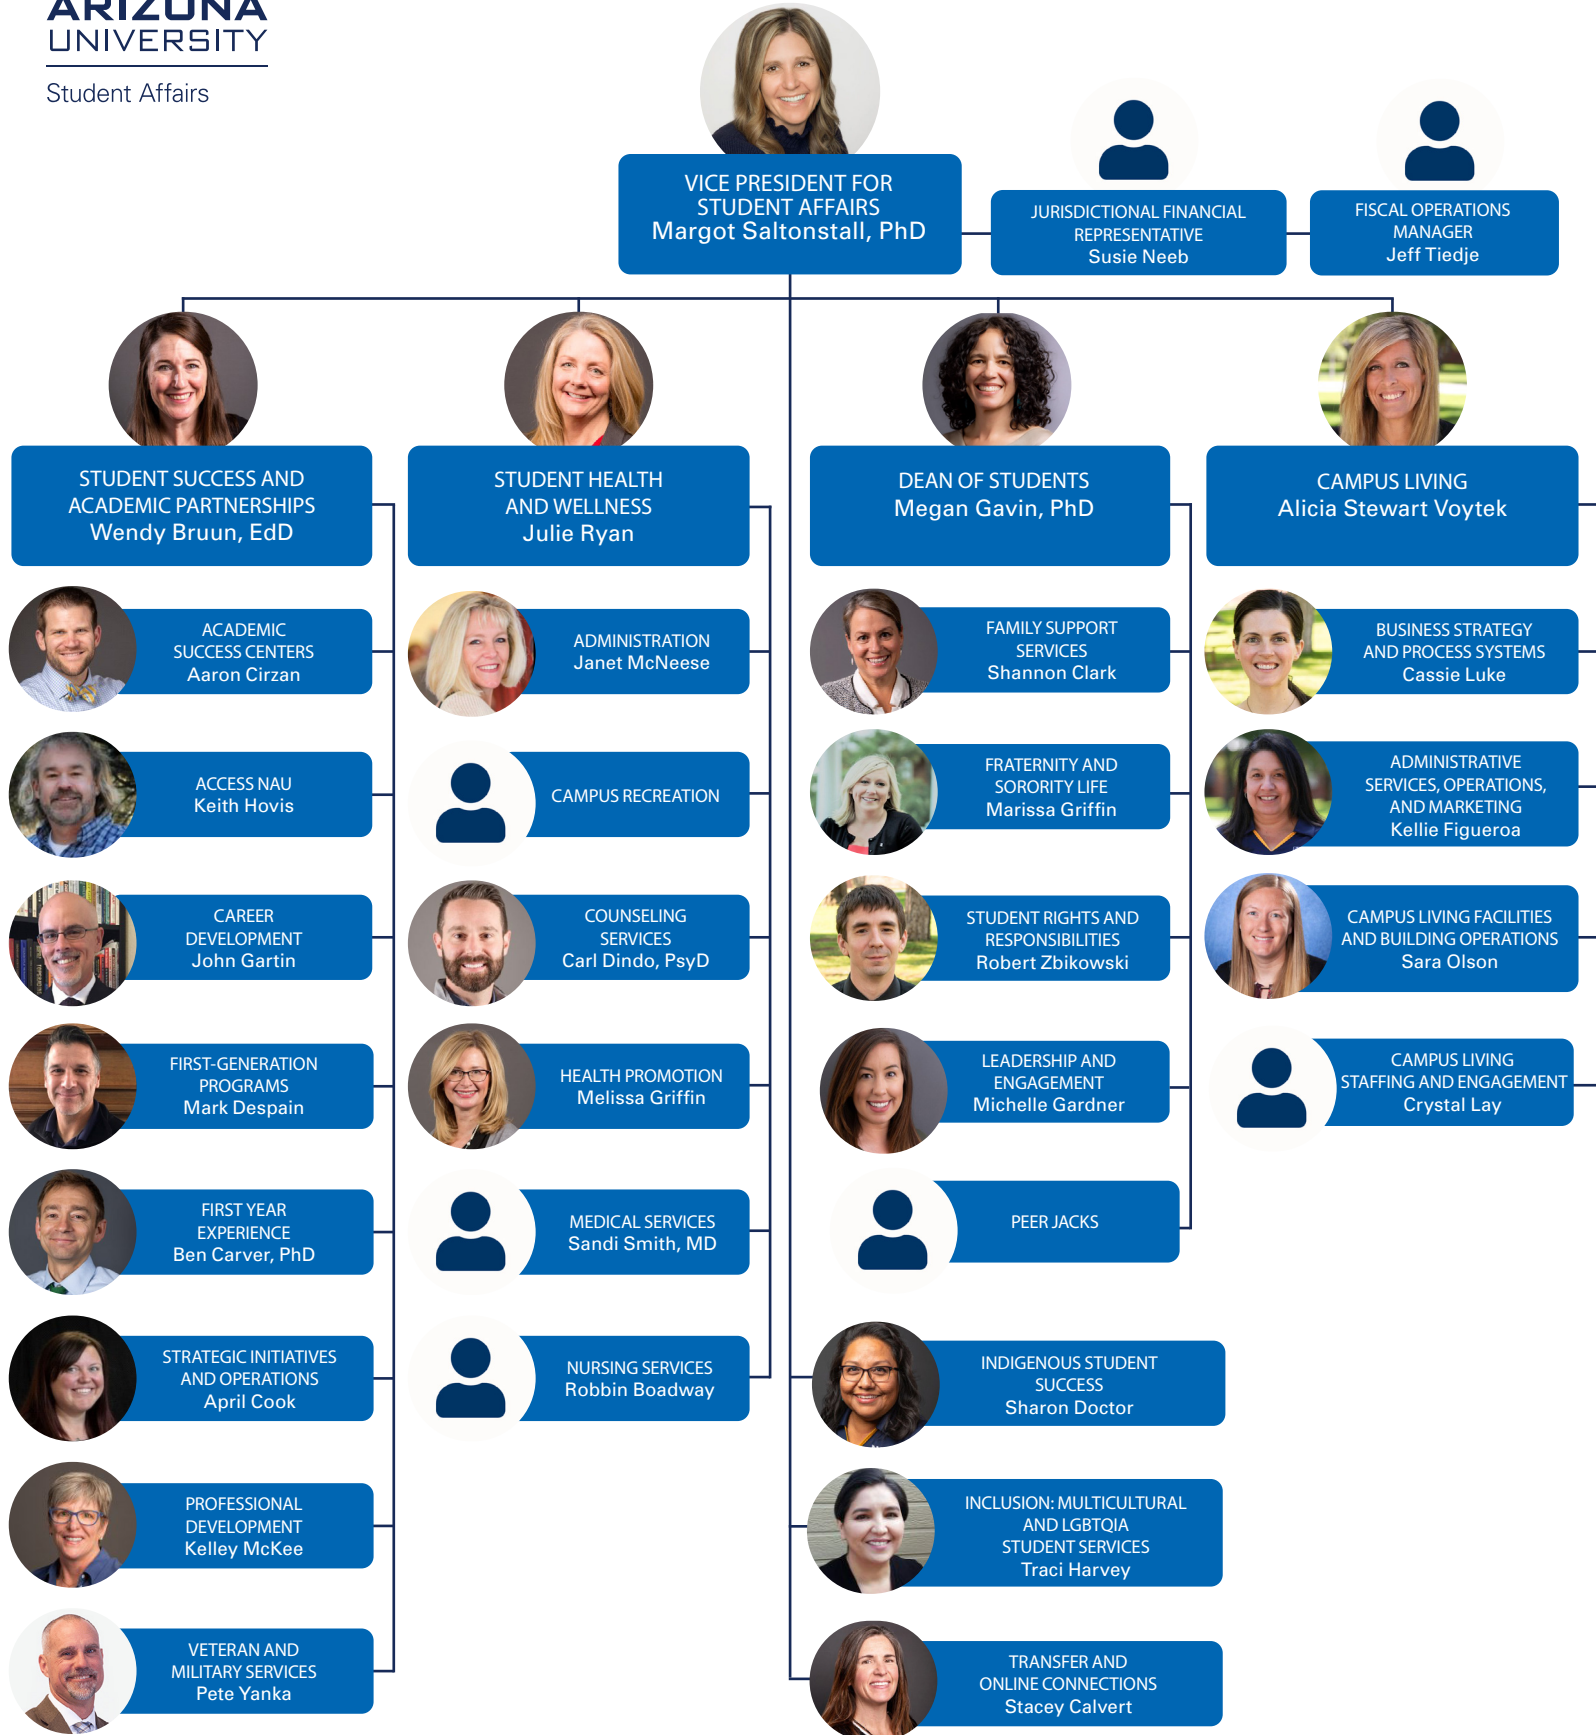 ARIZONA
UNIVERSITY
Student Affairs
VICE PRESIDENT FOR
STUDENT AFFAIRS
Margot Saltonstall, PhD
JURISDICTIONAL FINANCIAL
REPRESENTATIVE
Susie Neeb
FISCAL OPERATIONS
MANAGER
Jeff Tiedje
STUDENT SUCCESS AND
ACADEMIC PARTNERSHIPS
Wendy Bruun, EdD
ACADEMIC
SUCCESS CENTERS
Aaron Cirzan
ACCESS NAU
Keith Hovis
CAREER
DEVELOPMENT
John Gartin
FIRST-GENERATION
PROGRAMS
Mark Despain
FIRST YEAR
EXPERIENCE
Ben Carver, PhD
STRATEGIC INITIATIVES
AND OPERATIONS
April Cook
PROFESSIONAL
DEVELOPMENT
Kelley McKee
VETERAN AND
MILITARY SERVICES
Pete Yanka
STUDENT HEALTH
AND WELLNESS
Julie Ryan
ADMINISTRATION
Janet McNeese
CAMPUS RECREATION
COUNSELING
SERVICES
Carl Dindo, PsyD
HEALTH PROMOTION
Melissa Griffin
MEDICAL SERVICES
Sandi Smith, MD
NURSING SERVICES
Robbin Boadway
DEAN OF STUDENTS
Megan Gavin, PhD
FAMILY SUPPORT
SERVICES
Shannon Clark
FRATERNITY AND
SORORITY LIFE
Marissa Griffin
STUDENT RIGHTS AND
RESPONSIBILITIES
Robert Zbikowski
LEADERSHIP AND
ENGAGEMENT
Michelle Gardner
PEER JACKS
INDIGENOUS STUDENT
SUCCESS
Sharon Doctor
INCLUSION: MULTICULTURAL
AND LGBTQIA
STUDENT SERVICES
Traci Harvey
TRANSFER AND
ONLINE CONNECTIONS
Stacey Calvert
CAMPUS LIVING
Alicia Stewart Voytek
BUSINESS STRATEGY
AND PROCESS SYSTEMS
Cassie Luke
ADMINISTRATIVE
SERVICES, OPERATIONS,
AND MARKETING
Kellie Figueroa
CAMPUS LIVING FACILITIES
AND BUILDING OPERATIONS
Sara Olson
CAMPUS LIVING
STAFFING AND ENGAGEMENT
Crystal Lay